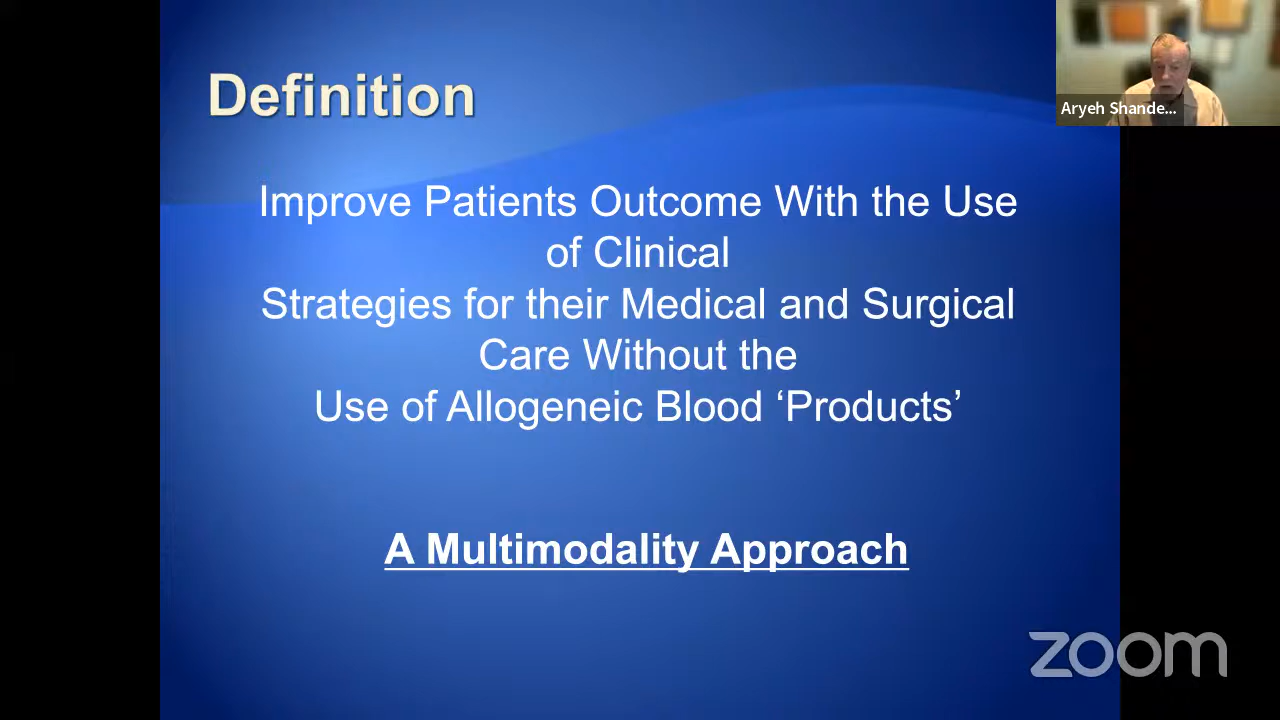 Definition
Improve Patients Outcome With the Use
of Clinical
Strategies for their Medical and Surgical
Care Without the
Use of Allogeneic Blood ‘Products’
A Multimodality Approach
Aryeh Shande...
zoom